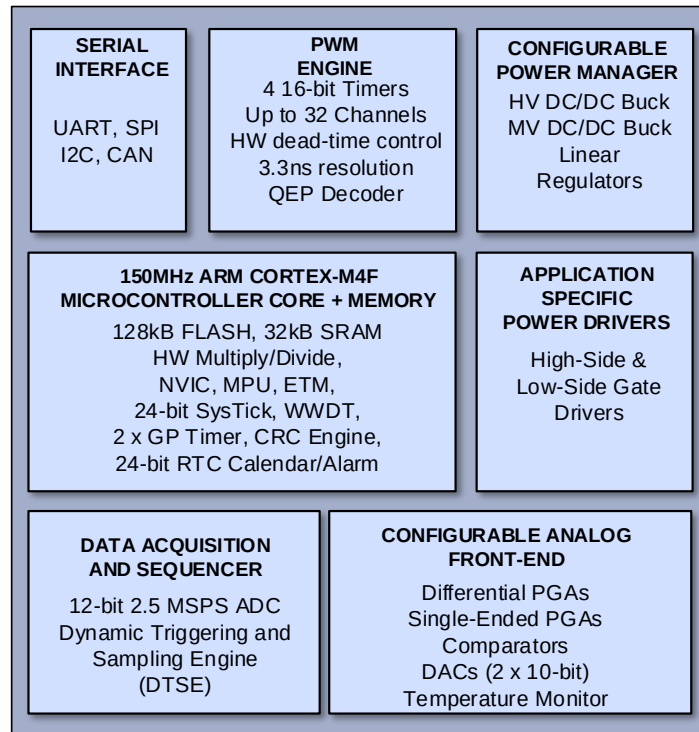 SERIAL
INTERFACE
UART, SPI
I2C, CAN
PWM
ENGINE
4 16-bit Timers
Up to 32 Channels
HW dead-time control
3.3ns resolution
QEP Decoder
CONFIGURABLE
POWER MANAGER
HV DC/DC Buck
MV DC/DC Buck
Linear
Regulators
150MHz ARM CORTEX-M4F
MICROCONTROLLER CORE + MEMORY
128kB FLASH, 32kB SRAM
HW Multiply/Divide,
NVIC, MPU, ETM,
24-bit SysTick, WWDT,
2 x GP Timer, CRC Engine,
24-bit RTC Calendar/Alarm
APPLICATION
SPECIFIC
POWER DRIVERS
High-Side &
Low-Side Gate
Drivers
DATA ACQUISITION
AND SEQUENCER
12-bit 2.5 MSPS ADC
Dynamic Triggering and
Sampling Engine
(DTSE)
CONFIGURABLE ANALOG
FRONT-END
Differential PGAs
Single-Ended PGAs
Comparators
DACs (2 x 10-bit)
Temperature Monitor